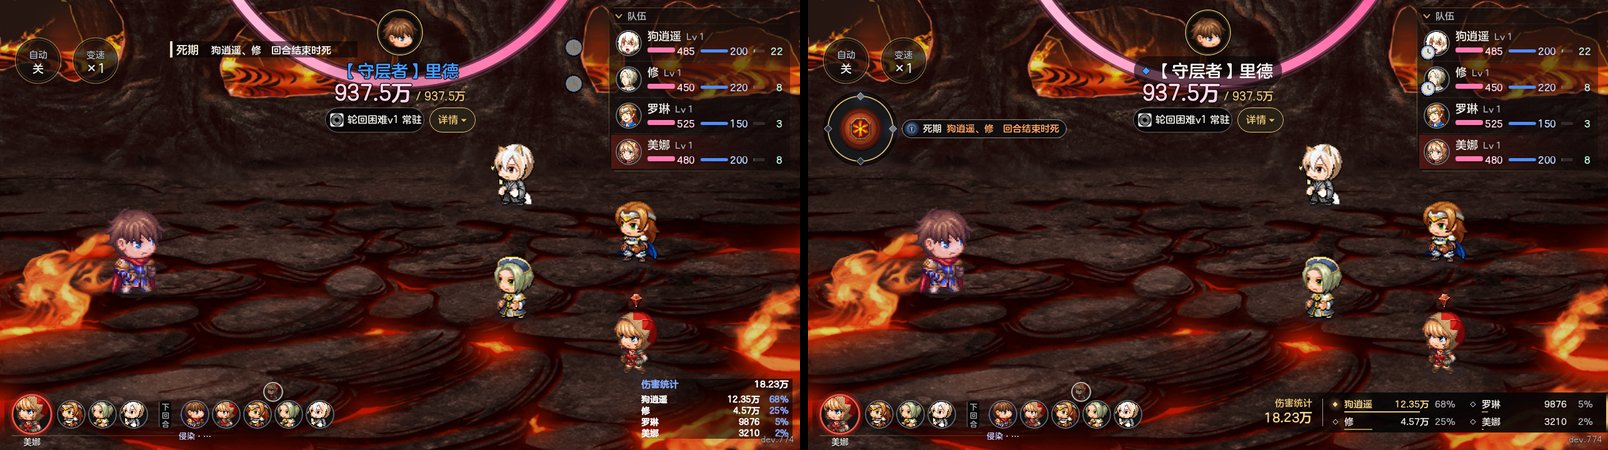 自动
关
变速
×1
死期 狗逍遥、修 回合结束时死
【守层者】里德
937.5万 / 937.5万
轮回困难v1 常驻
详情
队伍
狗逍遥 Lv 1
485 200 22
修 Lv 1
450 220 8
罗琳 Lv 1
525 150 3
美娜 Lv 1
480 200 8
美娜
下回合
侵染·…
伤害统计 18.23万
狗逍遥 12.35万 68%
修 4.57万 25%
罗琳 9876 5%
美娜 3210 2%
dev.774
自动
关
变速
×1
死期 狗逍遥、修 回合结束时死
【守层者】里德
937.5万 / 937.5万
轮回困难v1 常驻
详情
队伍
狗逍遥 Lv 1
485 200 22
修 Lv 1
450 220 8
罗琳 Lv 1
525 150 3
美娜 Lv 1
480 200 8
美娜
下回合
侵染·…
伤害统计
18.23万
狗逍遥 12.35万 68%
罗琳 9876 5%
修 4.57万 25%
美娜 3210 2%
dev.774